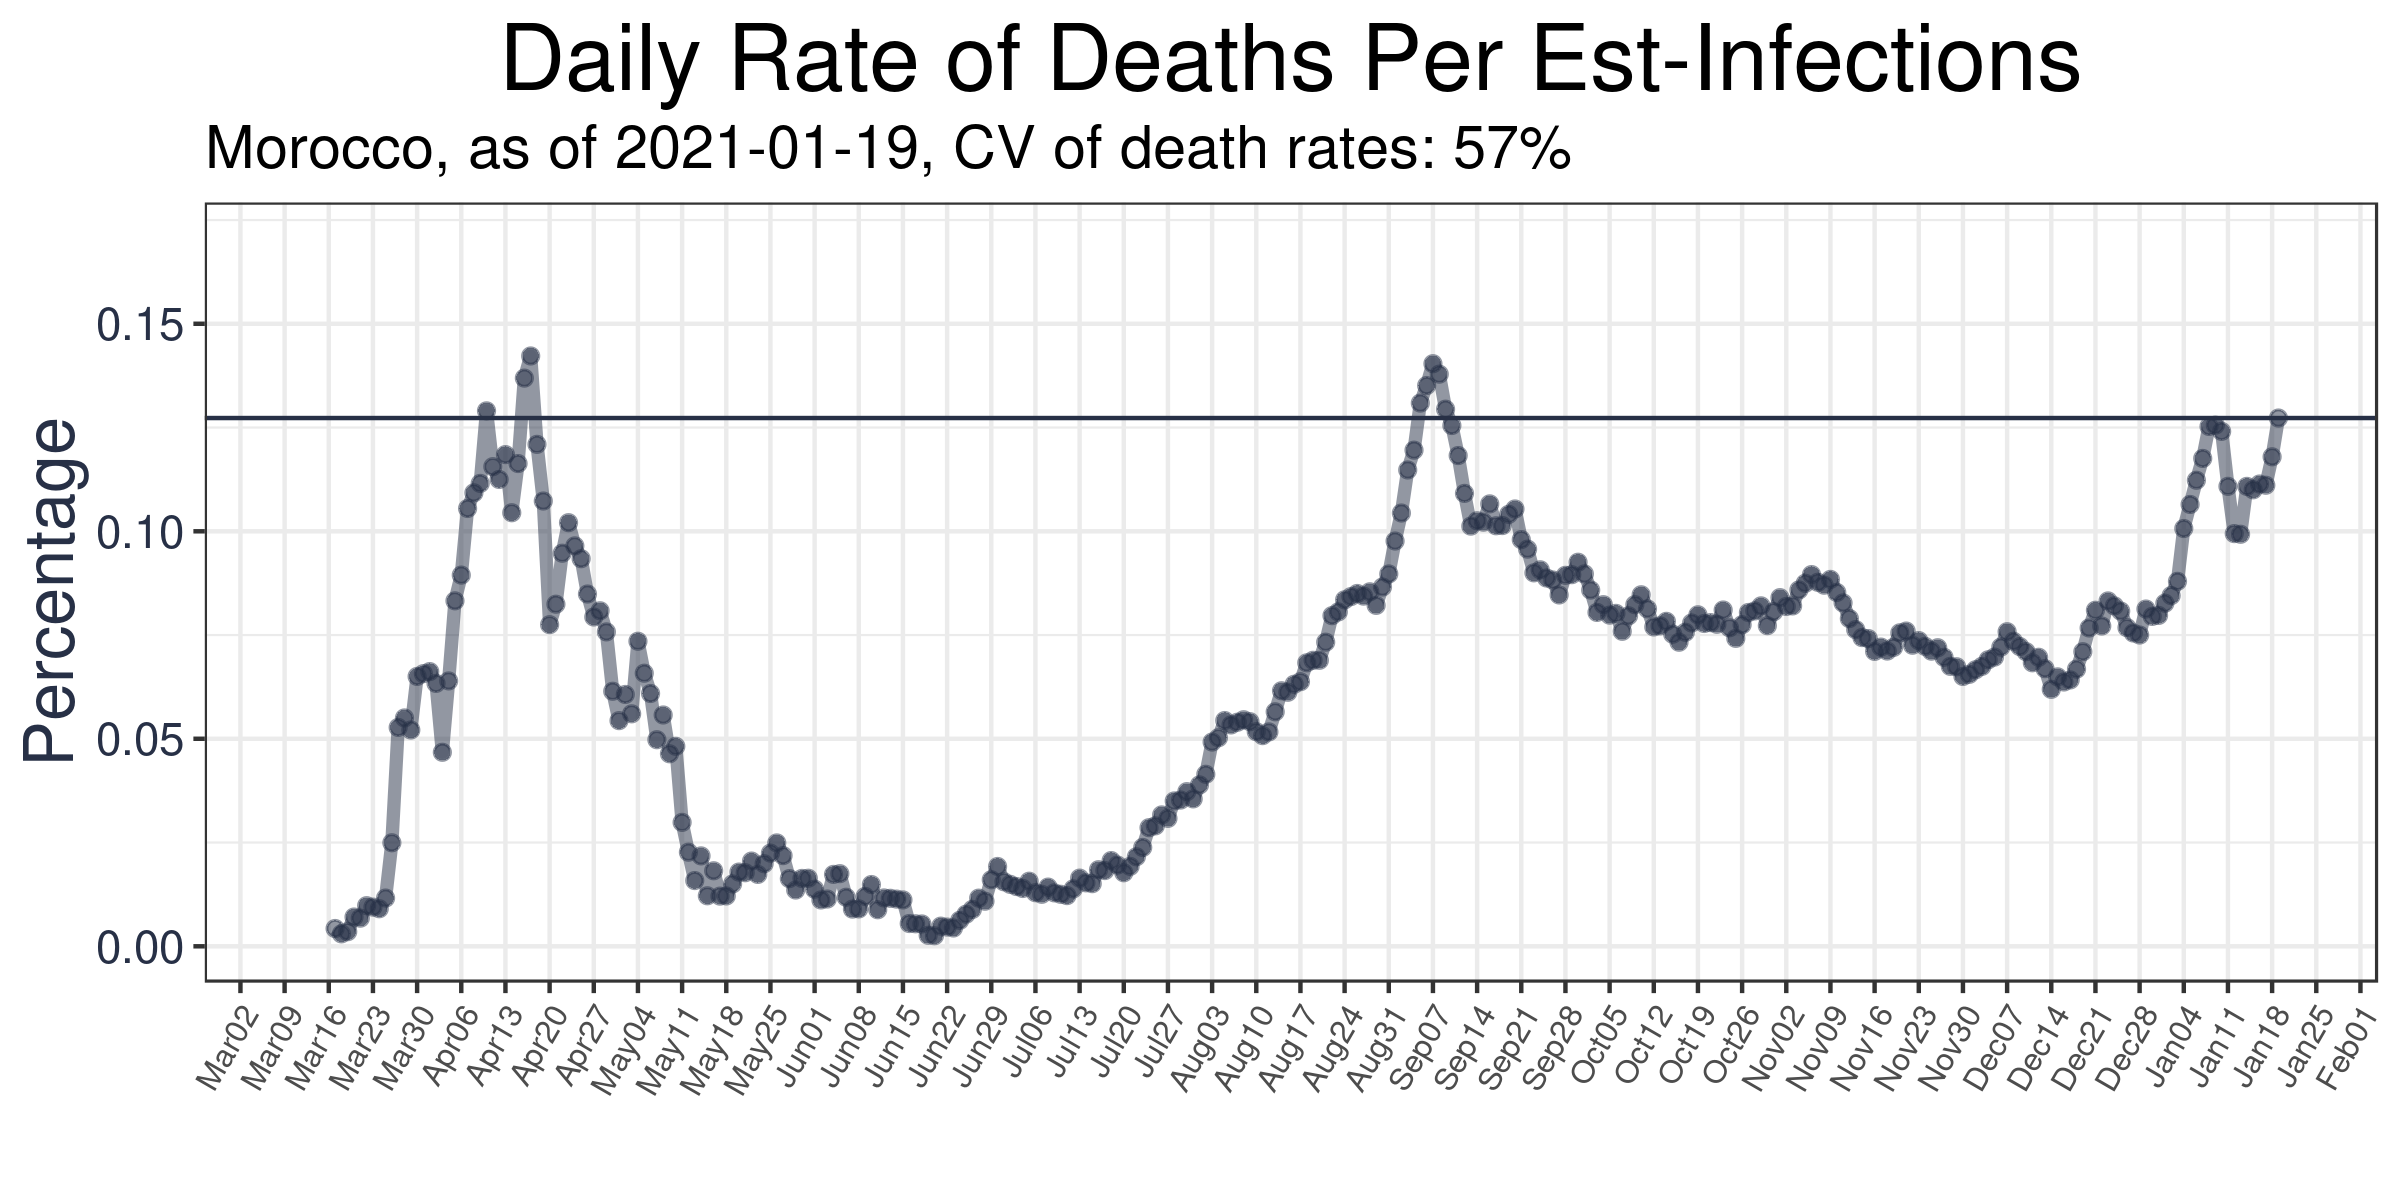 Daily Rate of Deaths Per Est-Infections
Morocco, as of 2021-01-19, CV of death rates: 57%
Percentage
0.15
0.10
0.05
0.00
Mar02
Mar09
Mar16
Mar23
Mar30
Apr06
Apr13
Apr20
Apr27
May04
May11
May18
May25
Jun01
Jun08
Jun15
Jun22
Jun29
Jul06
Jul13
Jul20
Jul27
Aug03
Aug10
Aug17
Aug24
Aug31
Sep07
Sep14
Sep21
Sep28
Oct05
Oct12
Oct19
Oct26
Nov02
Nov09
Nov16
Nov23
Nov30
Dec07
Dec14
Dec21
Dec28
Jan04
Jan11
Jan18
Jan25
Feb01